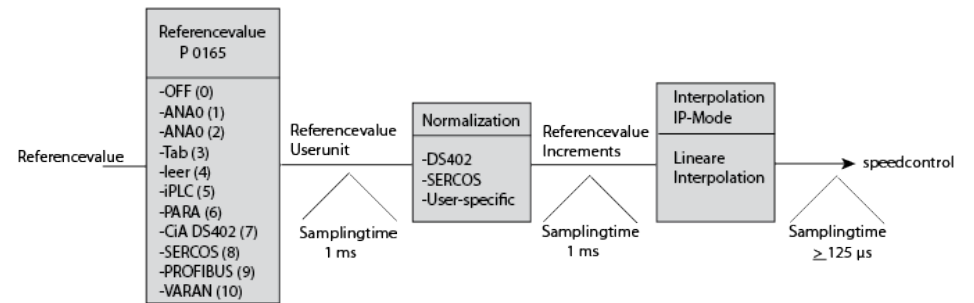 Referencevalue
Referencevalue
P 0165
-OFF (0)
-ANA0 (1)
-ANA0 (2)
-Tab (3)
-leer (4)
-iPLC (5)
-PARA (6)
-CiA DS402 (7)
-SERCOS (8)
-PROFIBUS (9)
-VARAN (10)
Referencevalue
Userunit
Samplingtime
1 ms
Normalization
-DS402
-SERCOS
-User-specific
Referencevalue
Increments
Samplingtime
1 ms
Interpolation
IP-Mode
Lineare
Interpolation
speedcontrol
Samplingtime
≥ 125 µs